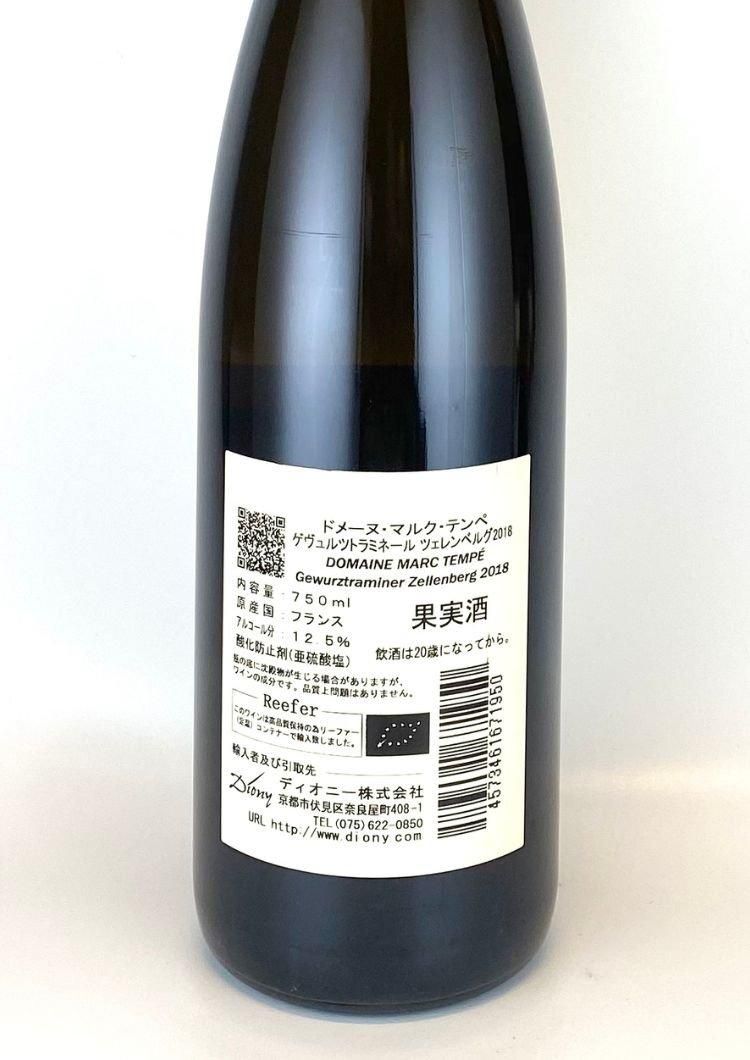 ドメーヌ・マルク・テンペ
ゲヴュルツトラミネール ツェレンベルグ2018
DOMAINE MARC TEMPÉ
Gewurztraminer Zellenberg 2018
内容量:750ml
原産国:フランス
アルコール分:12.5%
酸化防止剤(亜硫酸塩)
果実酒
飲酒は20歳になってから。
瓶の底に沈殿物が生じる場合がありますが、
ワインの成分です。品質上問題はありません。
Reefer
このワインは高品質保持の為リーファー
(定温)コンテナーで輸入致しました。
輸入者及び引取先
Diony
ディオニー株式会社
京都市伏見区奈良屋町408-1
TEL(075)622-0850
URL http://www.diony.com
4573461671950